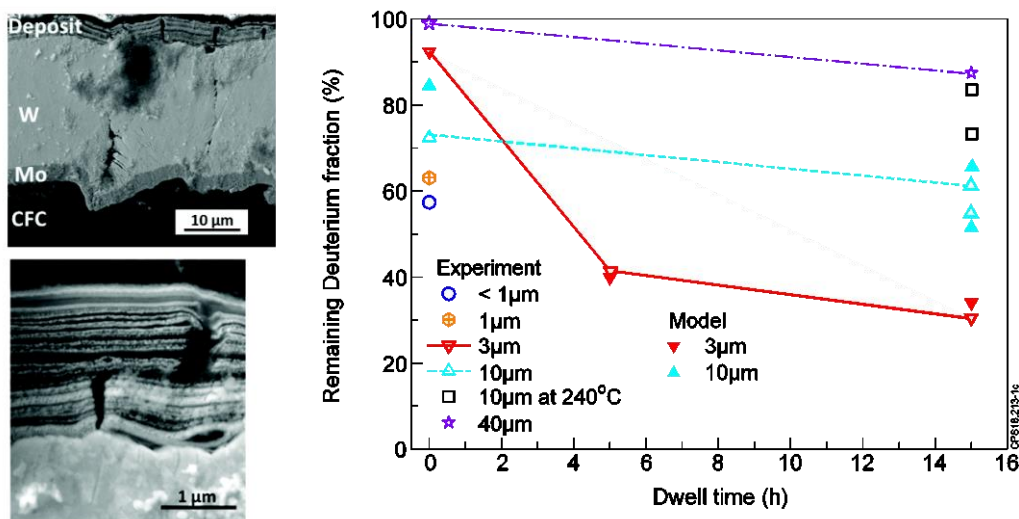 Deposit
W
Mo
CFC
10 µm
1 µm
Remaining Deuterium fraction (%)
100
80
60
40
20
0
Experiment
< 1µm
1µm
3µm
10µm
10µm at 240°C
40µm
Model
3µm
10µm
0 2 4 6 8 10 12 14 16
Dwell time (h)
CPS18.213-1c